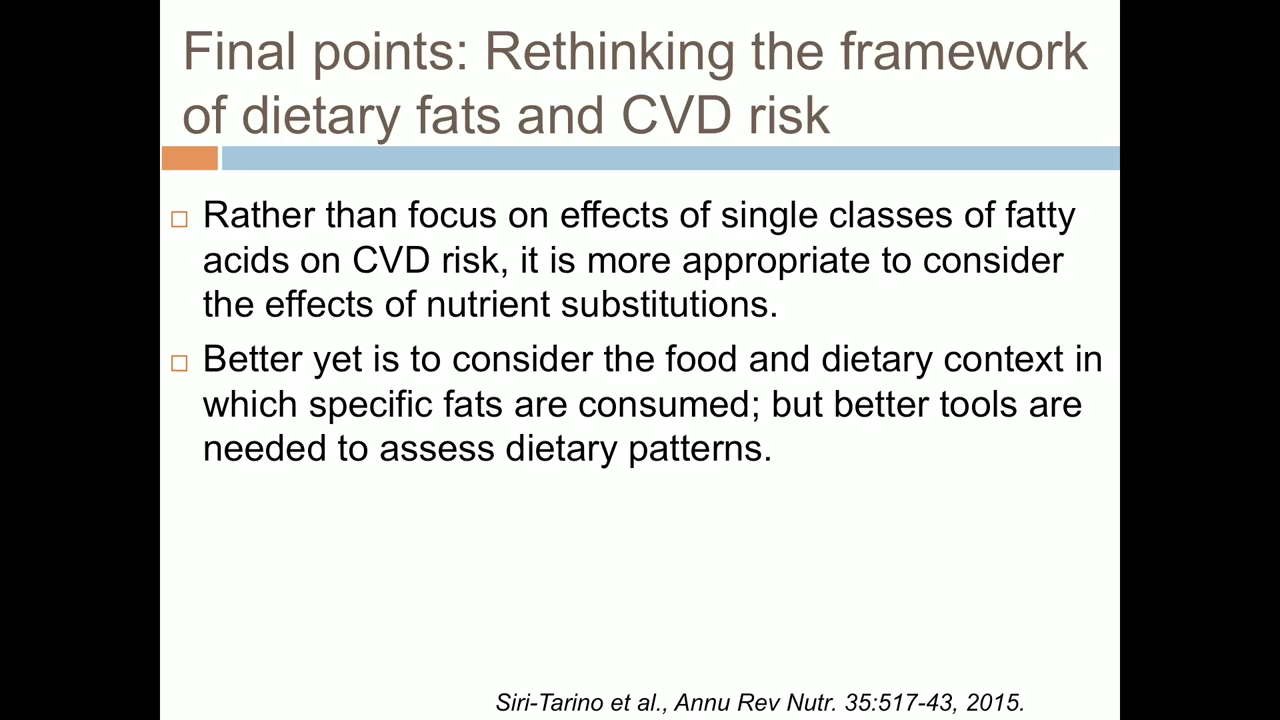 Final points: Rethinking the framework
of dietary fats and CVD risk
Rather than focus on effects of single classes of fatty
acids on CVD risk, it is more appropriate to consider
the effects of nutrient substitutions.
Better yet is to consider the food and dietary context in
which specific fats are consumed; but better tools are
needed to assess dietary patterns.
Siri-Tarino et al., Annu Rev Nutr. 35:517-43, 2015.